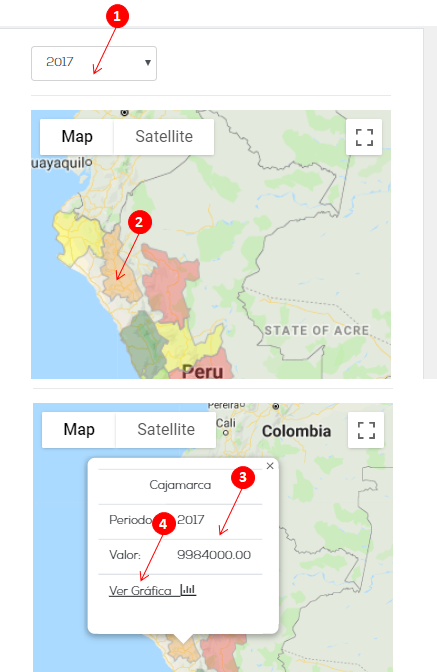 1
2017
Map Satellite
uayaquil
2
STATE OF ACRE
Peru
Pereira
Map Satellite
Cali
Colombia
×
Cajamarca
3
Periodo 4 2017
Valor: 9984000.00
Ver Gráfica